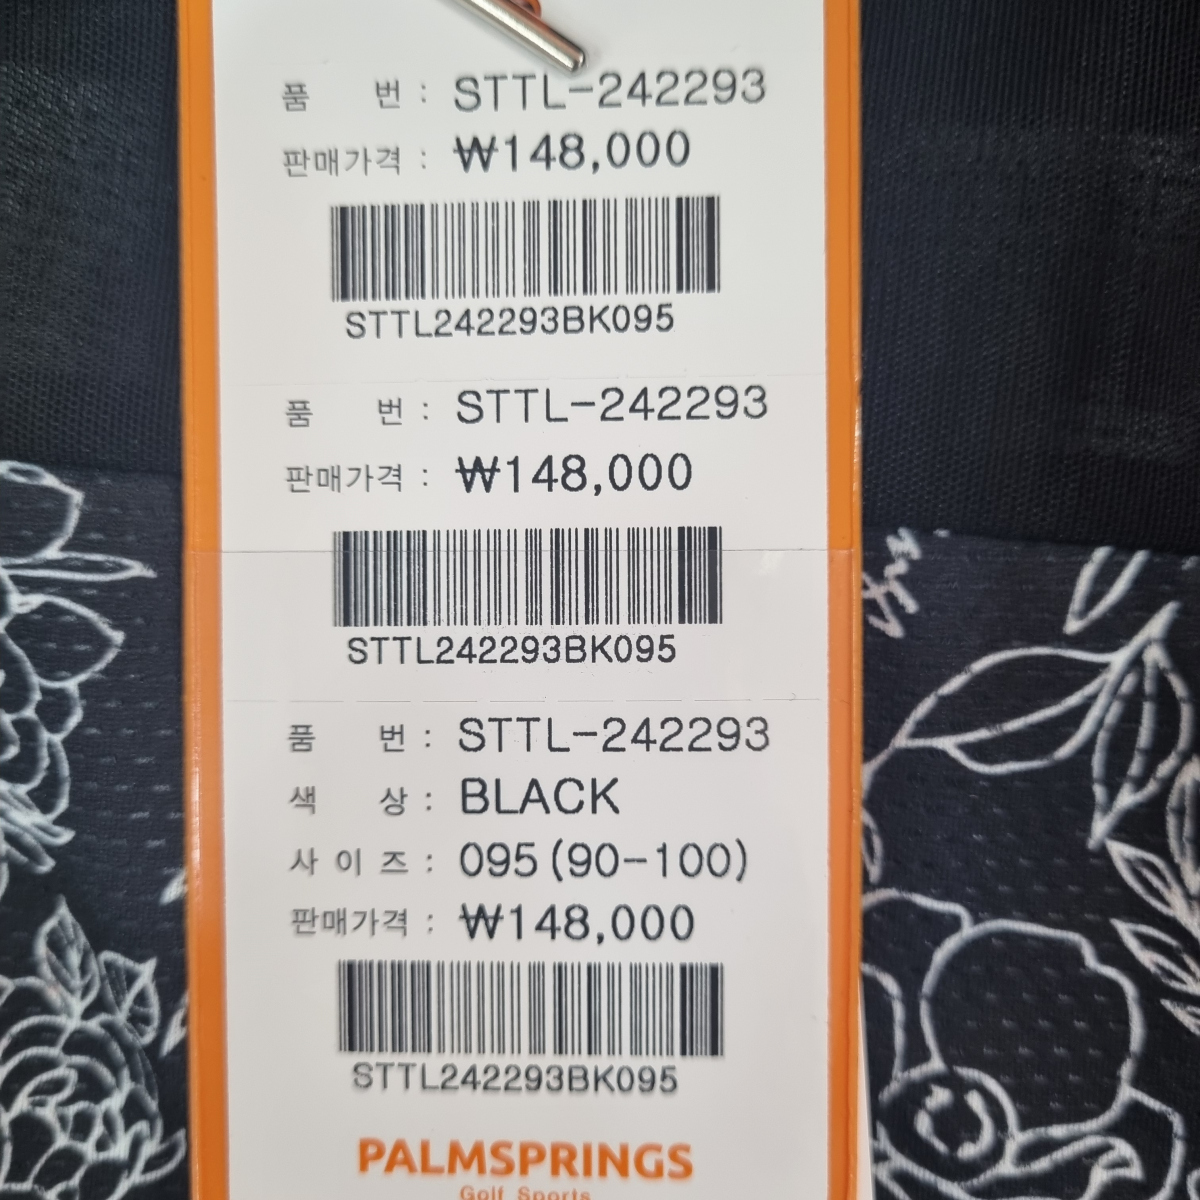 품 번 : STTL-242293
판매가격 : ₩148,000
STTL242293BK095
품 번 : STTL-242293
판매가격 : ₩148,000
STTL242293BK095
품 번 : STTL-242293
색 상 : BLACK
사 이 즈 : 095(90-100)
판매가격 : ₩148,000
STTL242293BK095
PALMSPRINGS
Golf Sports